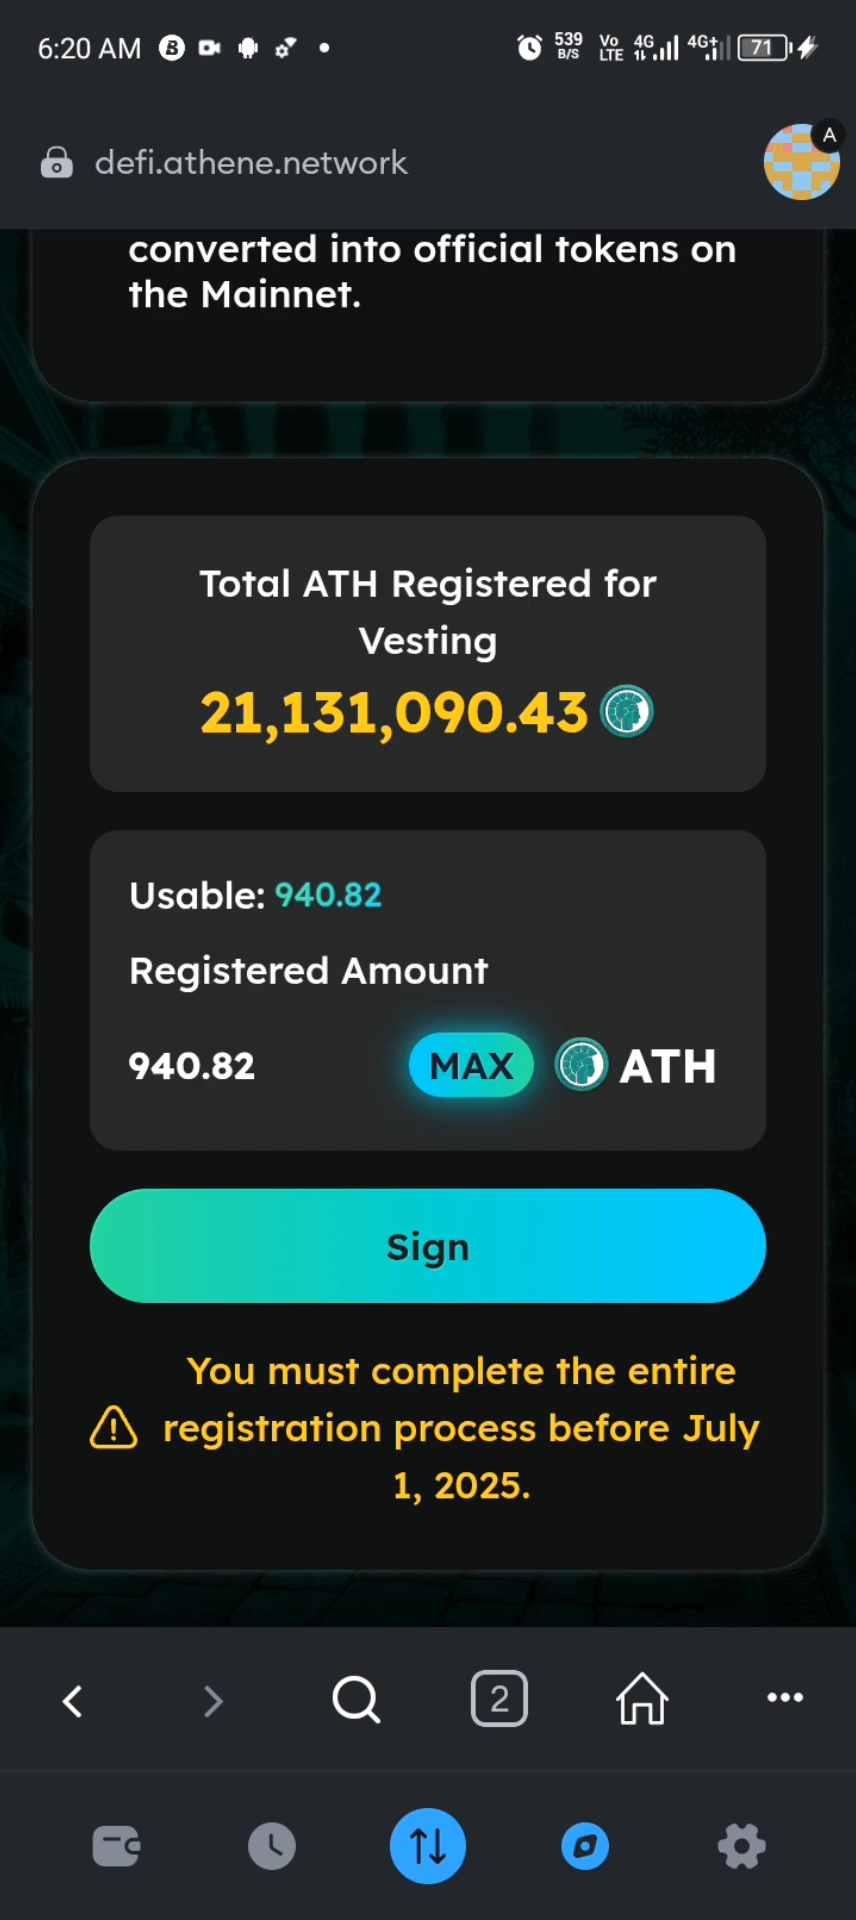 6:20 AM
539
B/S
Vo
LTE
4G
4G+
71
defi.athene.network
A
converted into official tokens on
the Mainnet.
Total ATH Registered for
Vesting
21,131,090.43
Usable: 940.82
Registered Amount
940.82 MAX ATH
Sign
You must complete the entire
registration process before July
1, 2025.
2